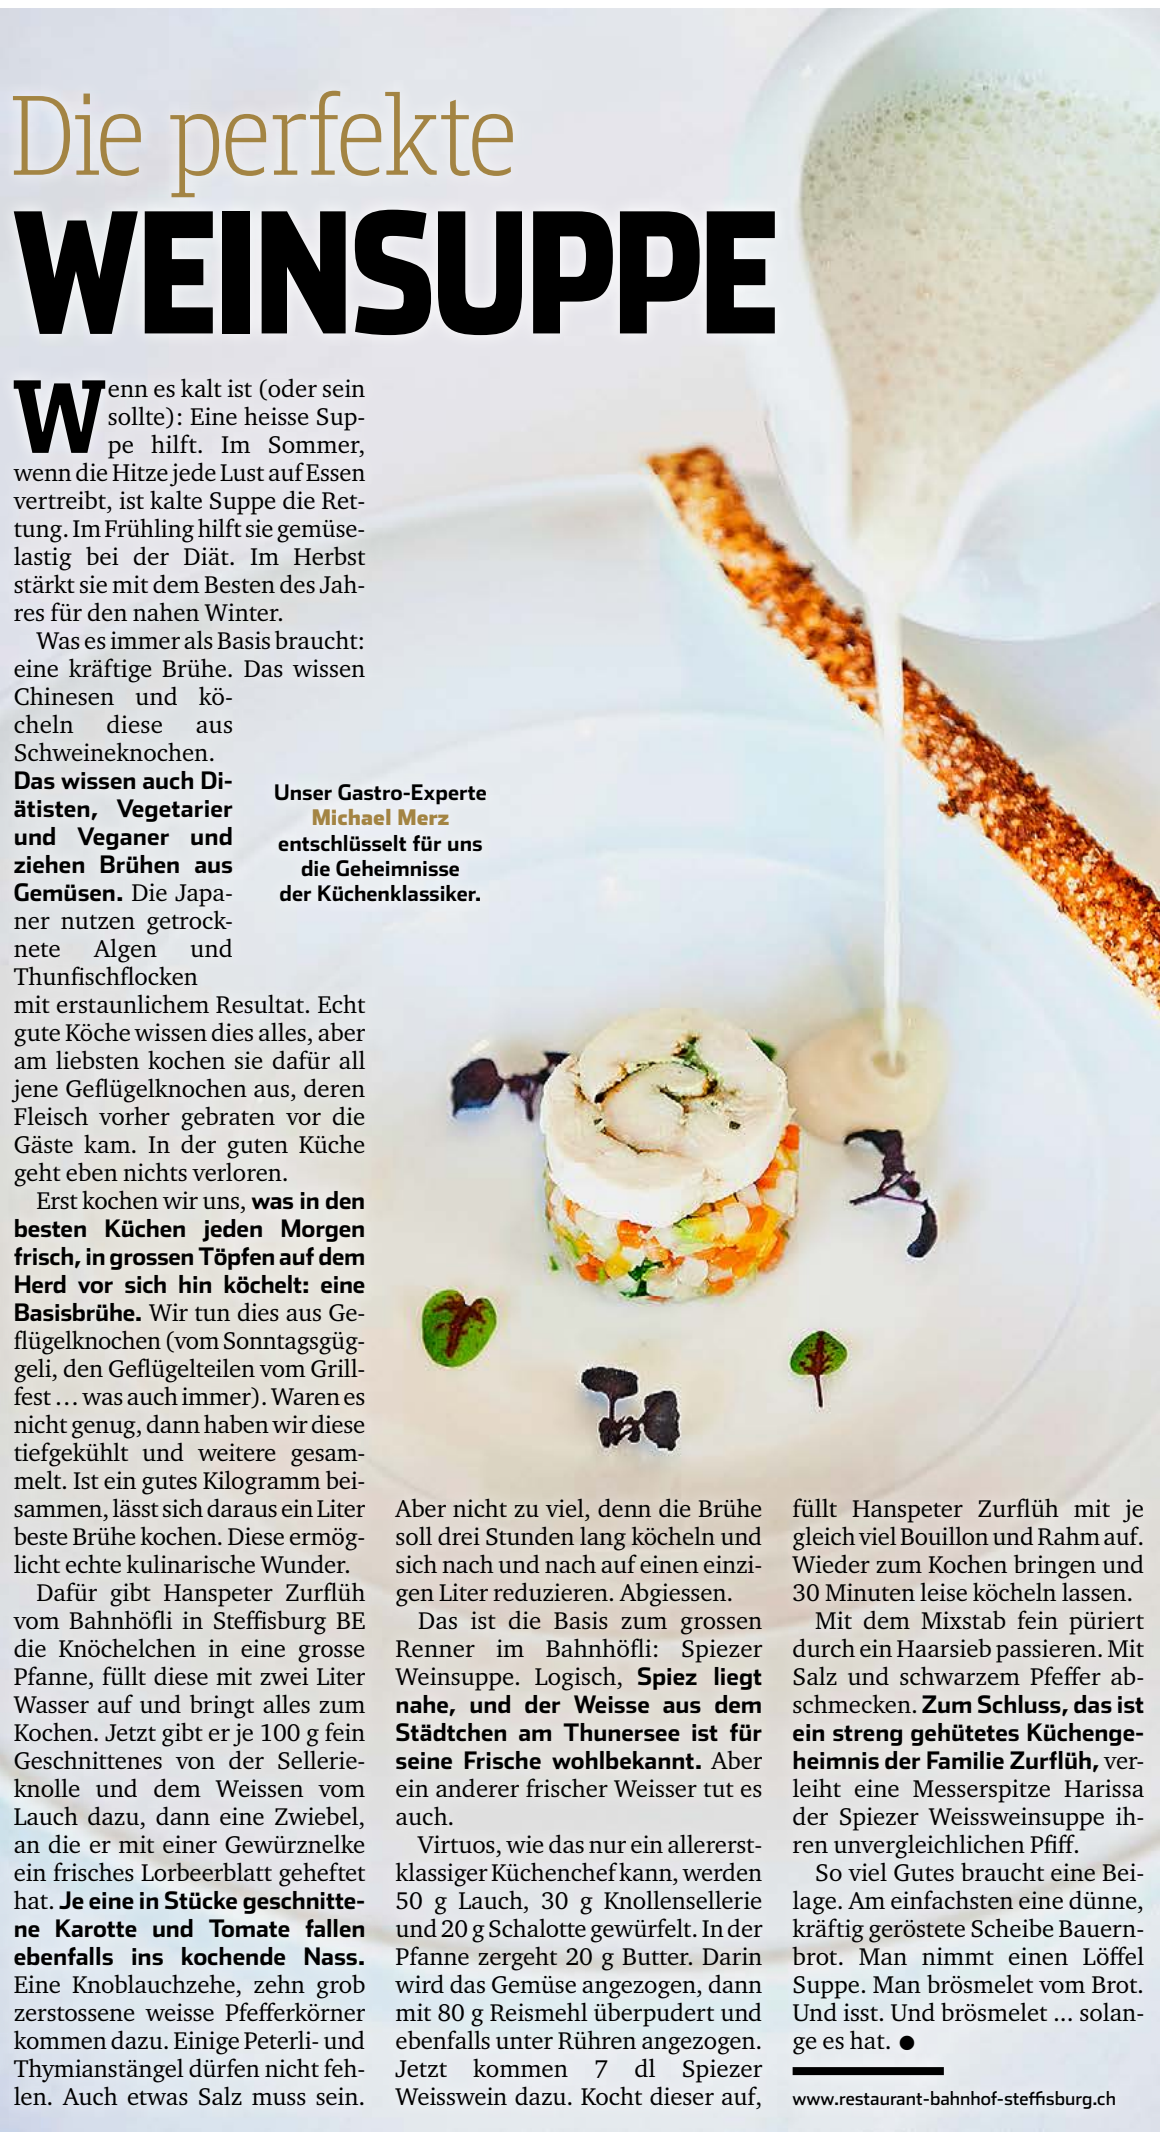 Die perfekte
WEINSUPPE
Wenn es kalt ist (oder sein
sollte): Eine heisse Sup-
pe hilft. Im Sommer,
wenn die Hitze jede Lust auf Essen
vertreibt, ist kalte Suppe die Ret-
tung. Im Frühling hilft sie gemüse-
lastig bei der Diät. Im Herbst
stärkt sie mit dem Besten des Jah-
res für den nahen Winter.
Was es immer als Basis braucht:
eine kräftige Brühe. Das wissen
Chinesen und kö-
cheln diese aus
Schweineknochen.
Das wissen auch Di-
ätisten, Vegetarier
und Veganer und
ziehen Brühen aus
Gemüsen. Die Japa-
ner nutzen getrock-
nete Algen und
Thunfischflocken
mit erstaunlichem Resultat. Echt
gute Köche wissen dies alles, aber
am liebsten kochen sie dafür all
jene Geflügelknochen aus, deren
Fleisch vorher gebraten vor die
Gäste kam. In der guten Küche
geht eben nichts verloren.
Erst kochen wir uns, was in den
besten Küchen jeden Morgen
frisch, in grossen Töpfen auf dem
Herd vor sich hin köchelt: eine
Basisbrühe. Wir tun dies aus Ge-
flügelknochen (vom Sonntagsgüg-
geli, den Geflügelteilen vom Grill-
fest … was auch immer). Waren es
nicht genug, dann haben wir diese
tiefgekühlt und weitere gesam-
melt. Ist ein gutes Kilogramm bei-
sammen, lässt sich daraus ein Liter
beste Brühe kochen. Diese ermög-
licht echte kulinarische Wunder.
Dafür gibt Hanspeter Zurflüh
vom Bahnhöfli in Steffisburg BE
die Knöchelchen in eine grosse
Pfanne, füllt diese mit zwei Liter
Wasser auf und bringt alles zum
Kochen. Jetzt gibt er je 100 g fein
Geschnittenes von der Sellerie-
knolle und dem Weissen vom
Lauch dazu, dann eine Zwiebel,
an die er mit einer Gewürznelke
ein frisches Lorbeerblatt geheftet
hat. Je eine in Stücke geschnitte-
ne Karotte und Tomate fallen
ebenfalls ins kochende Nass.
Eine Knoblauchzehe, zehn grob
zerstossene weisse Pfefferkörner
kommen dazu. Einige Peterli- und
Thymianstängel dürfen nicht feh-
len. Auch etwas Salz muss sein.
Unser Gastro-Experte
Michael Merz
entschlüsselt für uns
die Geheimnisse
der Küchenklassiker.
Aber nicht zu viel, denn die Brühe
soll drei Stunden lang köcheln und
sich nach und nach auf einen einzi-
gen Liter reduzieren. Abgiessen.
Das ist die Basis zum grossen
Renner im Bahnhöfli: Spiezer
Weinsuppe. Logisch, Spiez liegt
nahe, und der Weisse aus dem
Städtchen am Thunersee ist für
seine Frische wohlbekannt. Aber
ein anderer frischer Weisser tut es
auch.
Virtuos, wie das nur ein allererst-
klassiger Küchenchef kann, werden
50 g Lauch, 30 g Knollensellerie
und 20 g Schalotte gewürfelt. In der
Pfanne zergeht 20 g Butter. Darin
wird das Gemüse angezogen, dann
mit 80 g Reismehl überpudert und
ebenfalls unter Rühren angezogen.
Jetzt kommen 7 dl Spiezer
Weisswein dazu. Kocht dieser auf,
füllt Hanspeter Zurflüh mit je
gleich viel Bouillon und Rahm auf.
Wieder zum Kochen bringen und
30 Minuten leise köcheln lassen.
Mit dem Mixstab fein püriert
durch ein Haarsieb passieren. Mit
Salz und schwarzem Pfeffer ab-
schmecken. Zum Schluss, das ist
ein streng gehütetes Küchenge-
heimnis der Familie Zurflüh, ver-
leiht eine Messerspitze Harissa
der Spiezer Weissweinsuppe ih-
ren unvergleichlichen Pfiff.
So viel Gutes braucht eine Bei-
lage. Am einfachsten eine dünne,
kräftig geröstete Scheibe Bauern-
brot. Man nimmt einen Löffel
Suppe. Man brösmelet vom Brot.
Und isst. Und brösmelet ... solan-
ge es hat. ●
www.restaurant-bahnhof-steffisburg.ch